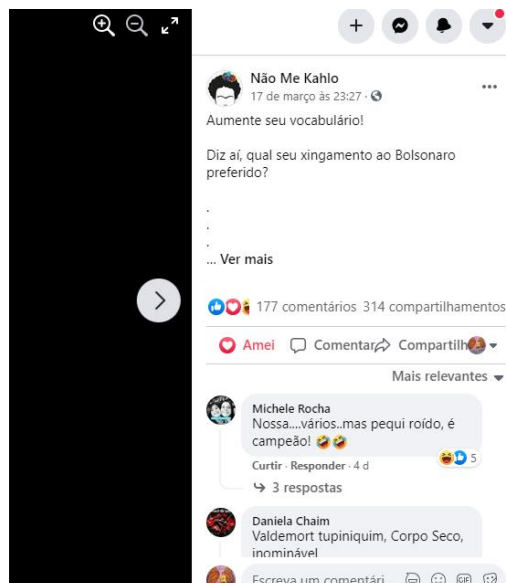 Não Me Kahlo
17 de março às 23:27 ·
Aumente seu vocabulário!
Diz aí, qual seu xingamento ao Bolsonaro
preferido?
.
.
.
... Ver mais
177 comentários 314 compartilhamentos
Amei Comentar Compartilh
Mais relevantes
Michele Rocha
Nossa....vários..mas pequi roído, é
campeão! 🤣🤣
5
Curtir · Responder · 4 d
3 respostas
Daniela Chaim
Valdemort tupiniquim, Corpo Seco,
inominável
Escreva um comentári
GIF